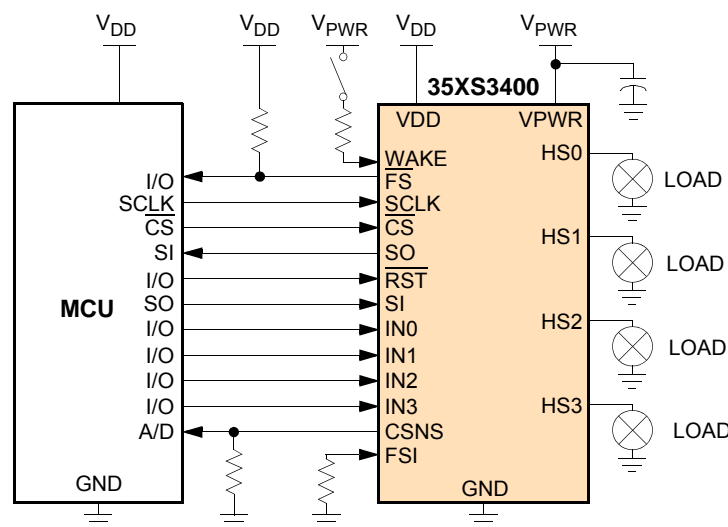 VDD VDD VPWR VDD VPWR
35XS3400
VDD VPWR
WAKE HS0 LOAD
I/O FS
SCLK SCLK
CS CS
HS1 LOAD
SI SO
I/O RST
MCU
SO SI
I/O IN0 HS2 LOAD
I/O IN1
I/O IN2
I/O IN3 HS3 LOAD
A/D CSNS
FSI
GND GND